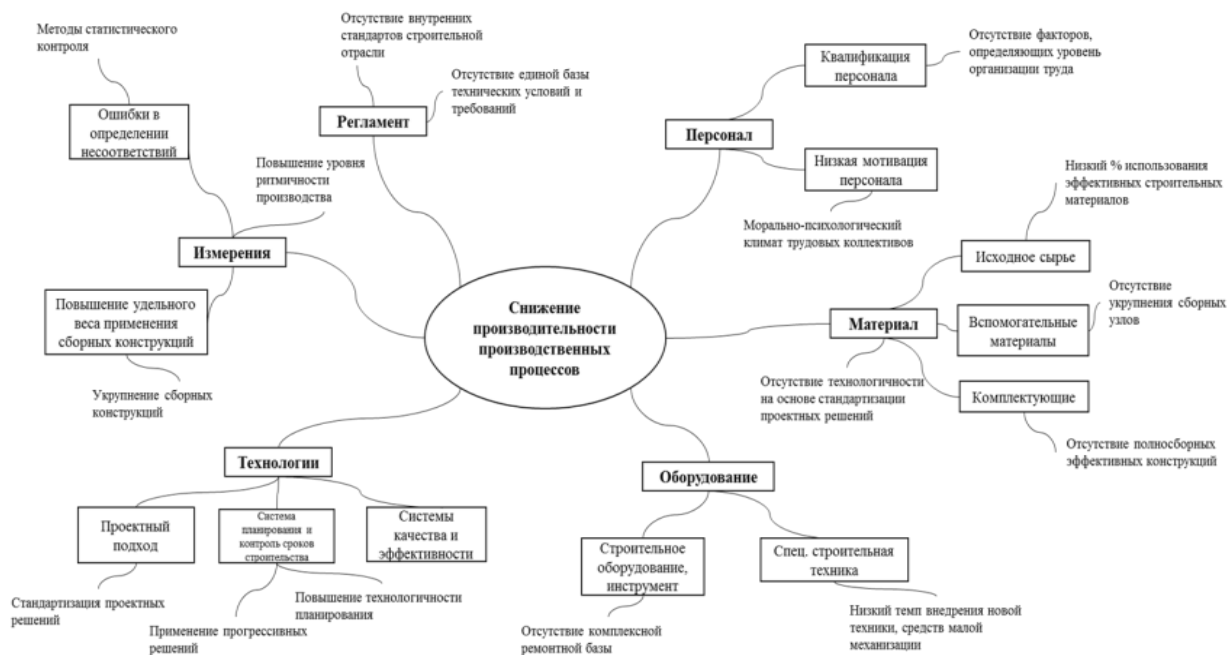 Методы статистического
контроля
Ошибки в
определении
несоответствий
Отсутствие внутренних
стандартов строительной
отрасли
Отсутствие единой базы
технических условий и
требований
Регламент
Повышение уровня
ритмичности
производства
Измерения
Повышение удельного
веса применения
сборных конструкций
Укрупнение сборных
конструкций
Квалификация
персонала
Отсутствие факторов,
определяющих уровень
организации труда
Персонал
Низкая мотивация
персонала
Морально-психологический
климат трудовых коллективов
Низкий % использования
эффективных строительных
материалов
Исходное сырье
Снижение
производительности
производственных
процессов
Материал
Вспомогательные
материалы
Отсутствие
укрупнения сборных
узлов
Отсутствие технологичности
на основе стандартизации
проектных решений
Комплектующие
Отсутствие полносборных
эффективных конструкций
Технологии
Проектный
подход
Система
планирования и
контроль сроков
строительства
Системы
качества и
эффективности
Стандартизация проектных
решений
Применение прогрессивных
решений
Повышение технологичности
планирования
Оборудование
Строительное
оборудование,
инструмент
Спец. строительная
техника
Отсутствие комплексной
ремонтной базы
Низкий темп внедрения новой
техники, средств малой
механизации